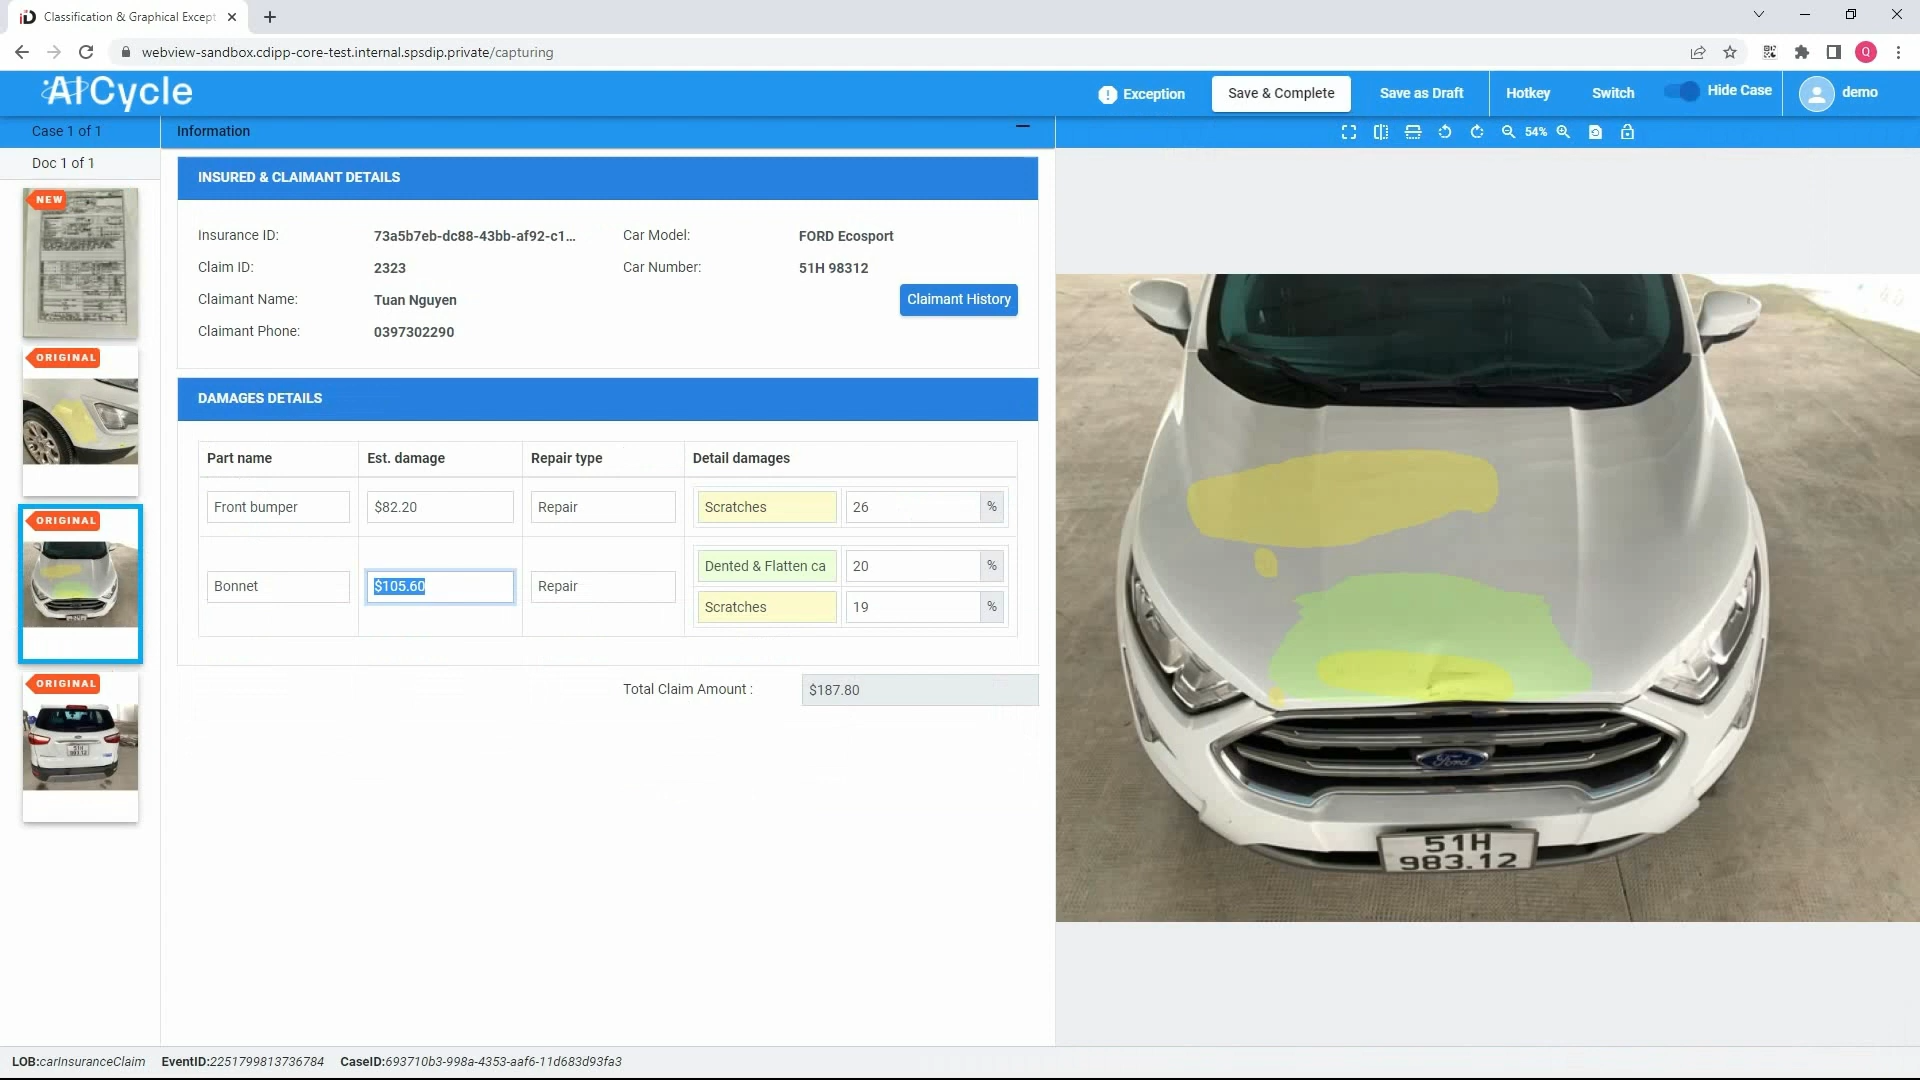 Classification & Graphical Except
webview-sandbox.cdipp-core-test.internal.spsdip.private/capturing
Q
AICycle
Exception
Save & Complete
Save as Draft
Hotkey
Switch
Hide Case
demo
Case 1 of 1
Information
54%
Doc 1 of 1
NEW
ORIGINAL
ORIGINAL
ORIGINAL
INSURED & CLAIMANT DETAILS
Insurance ID: 73a5b7eb-dc88-43bb-af92-c1... Car Model: FORD Ecosport
Claim ID: 2323 Car Number: 51H 98312
Claimant Name: Tuan Nguyen
Claimant History
Claimant Phone: 0397302290
DAMAGES DETAILS
Part name Est. damage Repair type Detail damages
Front bumper $82.20 Repair Scratches 26 %
Dented & Flatten ca 20 %
Bonnet $105.60 Repair
Scratches 19 %
Total Claim Amount : $187.80
Ford
51H
983.12
LOB:carInsuranceClaim EventID:2251799813736784 CaseID:693710b3-998a-4353-aaf6-11d683d93fa3